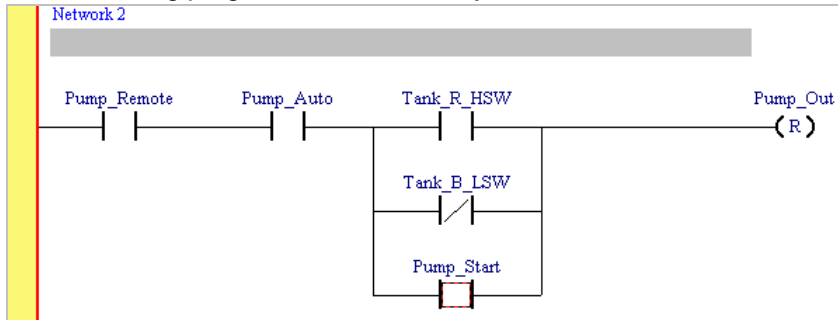 Network 2
Pump_Remote Pump_Auto Tank_R_HSW Pump_Out
( R )
Tank_B_LSW
Pump_Start